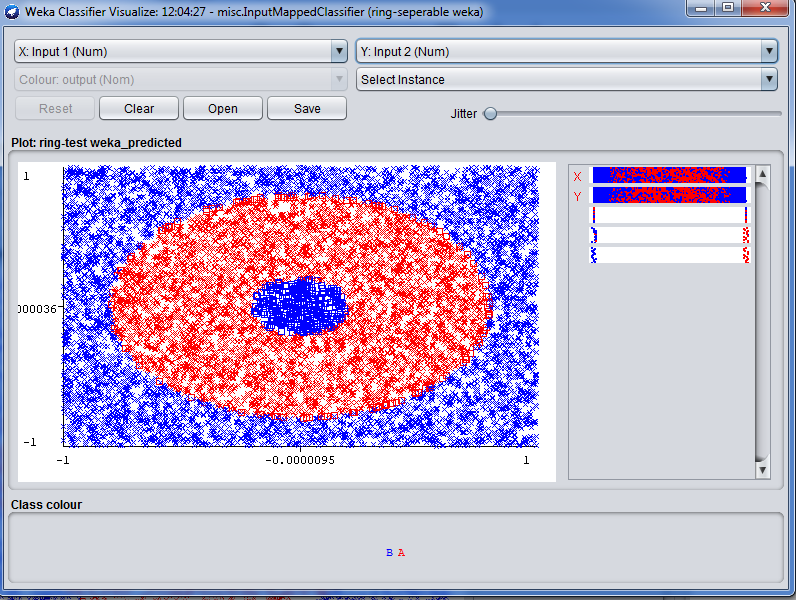 Weka Classifier Visualize: 12:04:27 - misc.InputMappedClassifier (ring-seperable weka)
X: Input 1 (Num) Y: Input 2 (Num)
Colour: output (Nom) Select Instance
Reset Clear Open Save Jitter
Plot: ring-test weka_predicted
1
000036
-1
-1 -0.0000095 1
X
Y
Class colour
B A